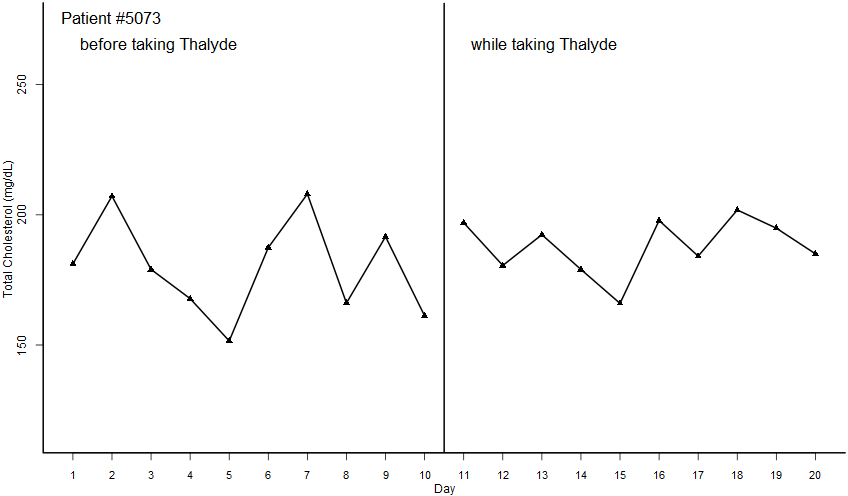 Patient #5073
before taking Thalyde
while taking Thalyde
Total Cholesterol (mg/dL)
250
200
150
1 2 3 4 5 6 7 8 9 10 11 12 13 14 15 16 17 18 19 20
Day